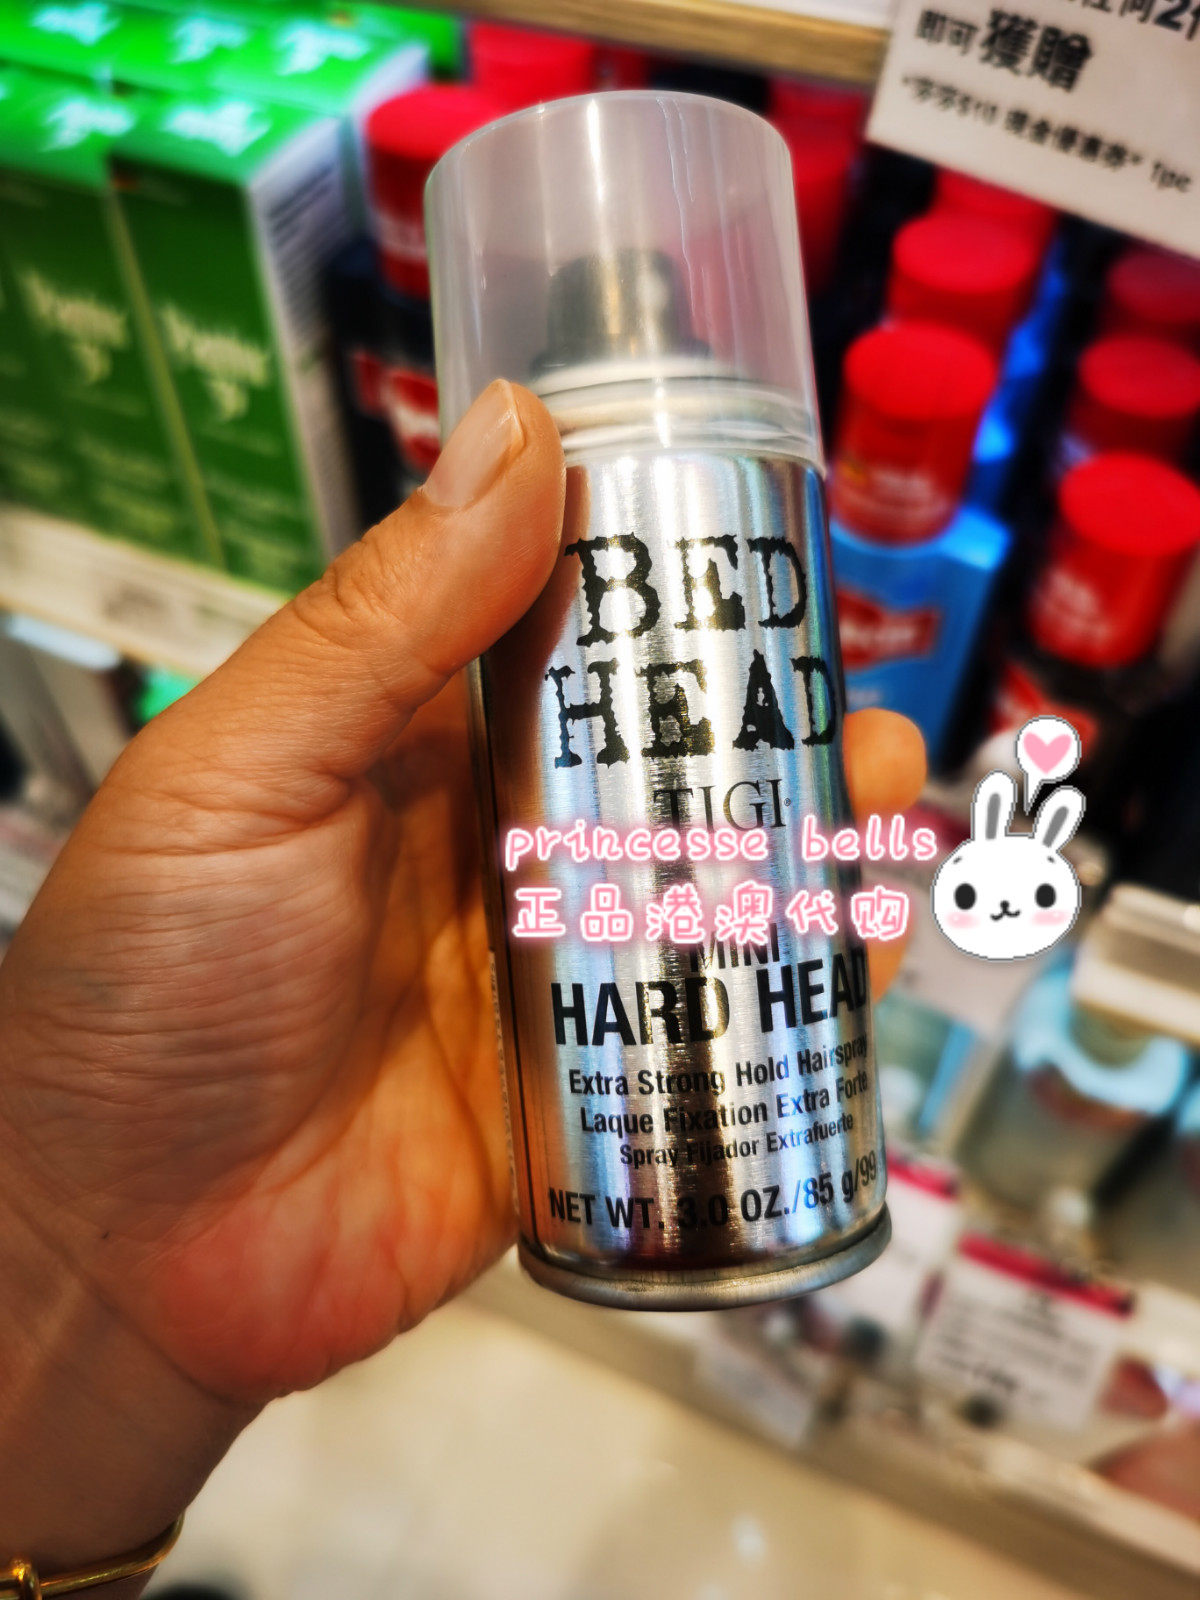 即可獲贈
BED
HEAD
TIGI®
princesse bells
正品港澳代购
MINI
HARD HEAD
Extra Strong Hold Hairspray
Laque Fixation Extra Forte
Spray Fijador Extrafuerte
NET WT. 3.0 OZ./85 g/99